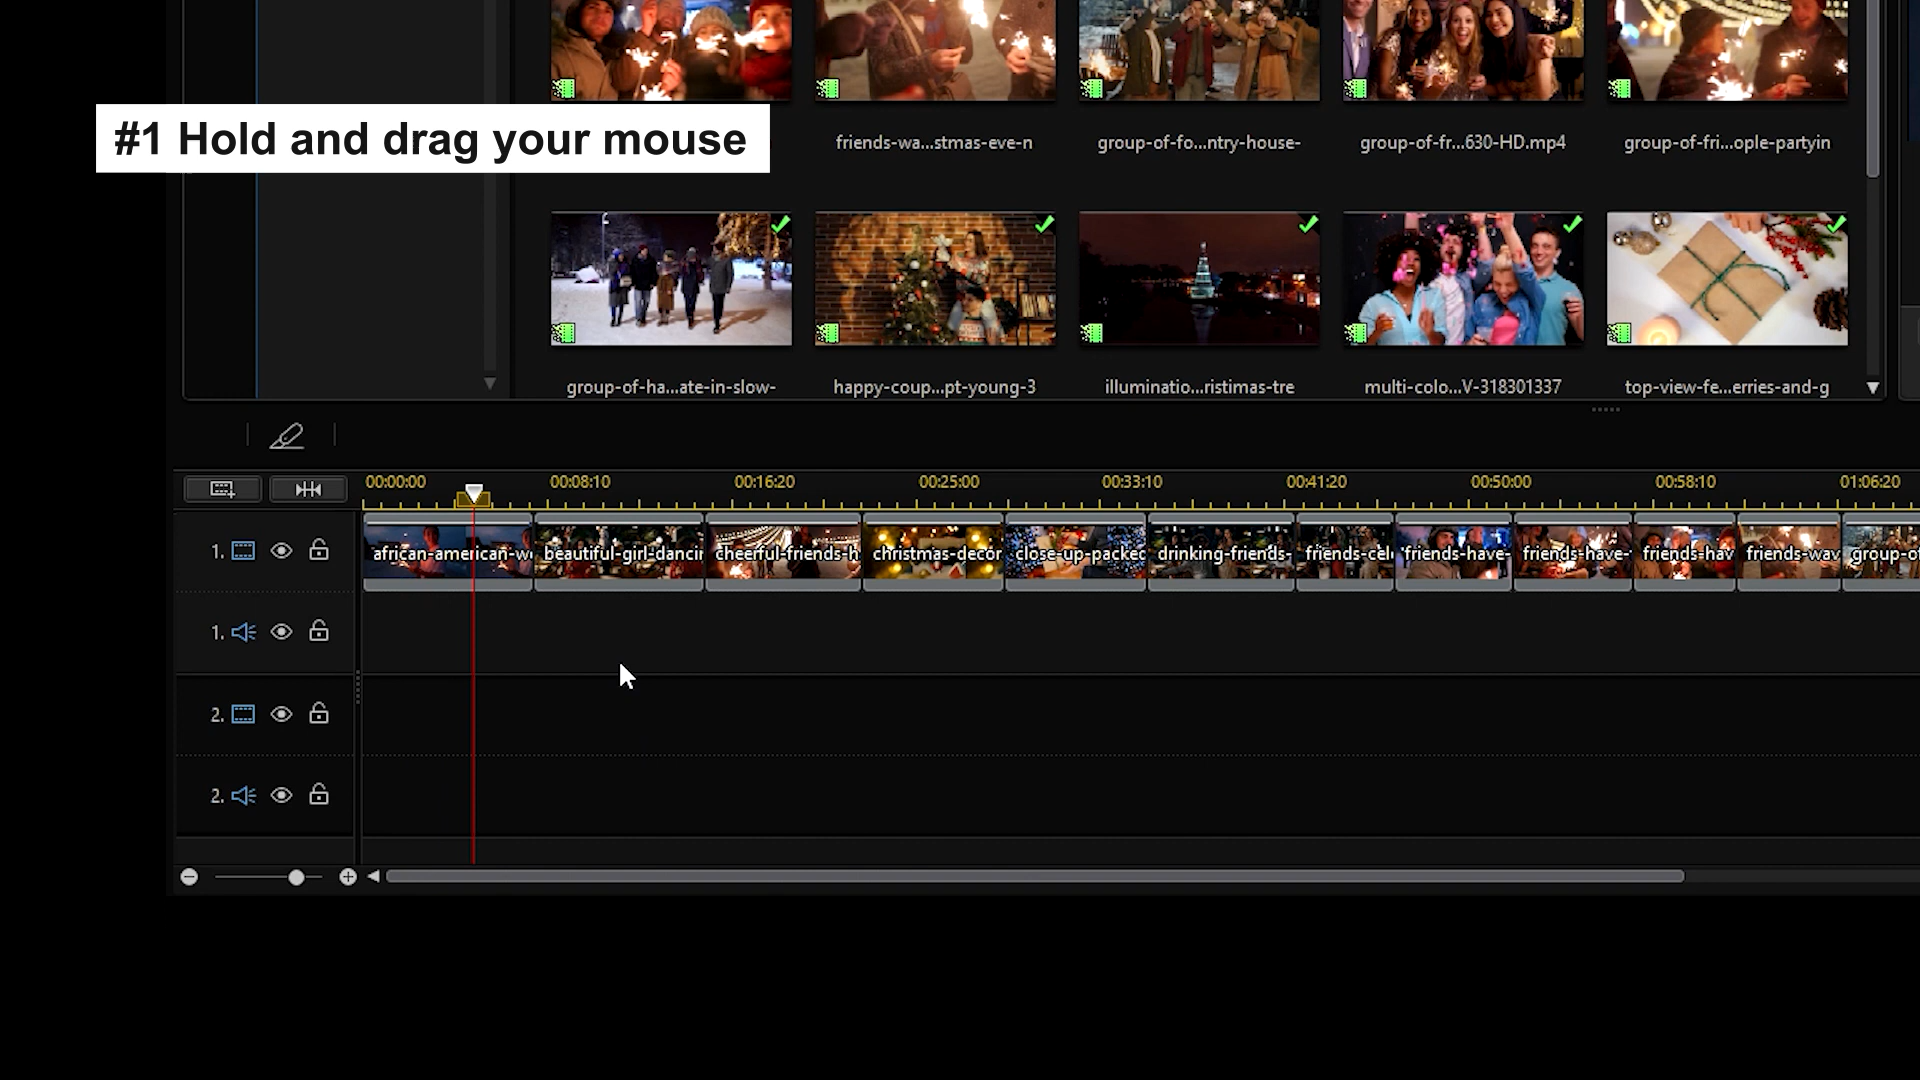 #1 Hold and drag your mouse
friends-wa...stmas-eve-n
group-of-fo...ntry-house-
group-of-fr...630-HD.mp4
group-of-fri...ople-partyin
group-of-ha...ate-in-slow-
happy-coup...pt-young-3
illuminatio...ristimas-tre
multi-colo...V-318301337
top-view-fe...erries-and-g
00:00:00 00:08:10 00:16:20 00:25:00 00:33:10 00:41:20 00:50:00 00:58:10 01:06:20
1. african-american-w beautiful-girl-dancin cheerful-friends-h christmas-decor close-up-packed drinking-friends- friends-cel friends-have- friends-have- friends-hav friends-wav group-of
1.
2.
2.